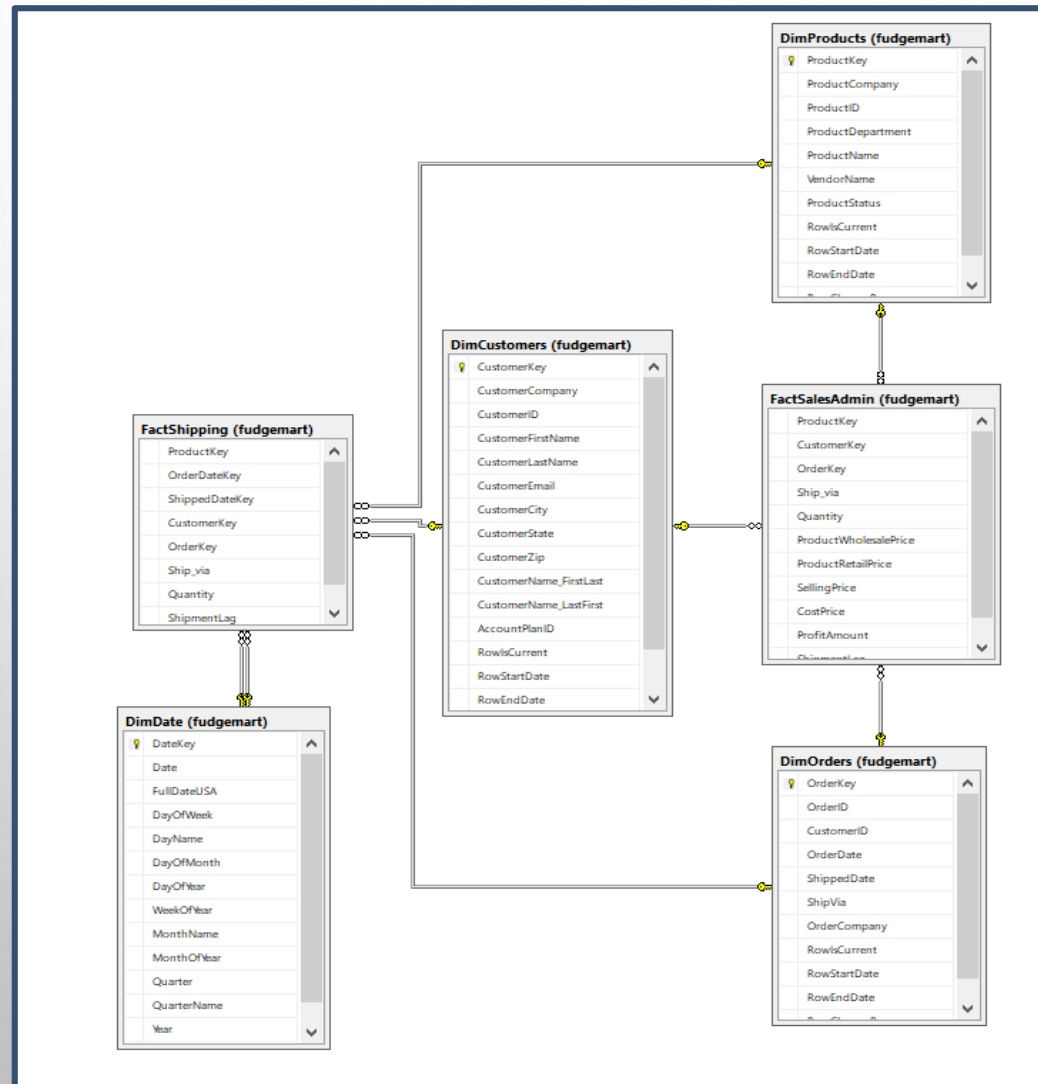 DimProducts (fudgemart)
ProductKey
ProductCompany
ProductID
ProductDepartment
ProductName
VendorName
ProductStatus
RowIsCurrent
RowStartDate
RowEndDate
DimCustomers (fudgemart)
CustomerKey
CustomerCompany
CustomerID
CustomerFirstName
CustomerLastName
CustomerEmail
CustomerCity
CustomerState
CustomerZip
CustomerName_FirstLast
CustomerName_LastFirst
AccountPlanID
RowIsCurrent
RowStartDate
RowEndDate
FactSalesAdmin (fudgemart)
ProductKey
CustomerKey
OrderKey
Ship_via
Quantity
ProductWholesalePrice
ProductRetailPrice
SellingPrice
CostPrice
ProfitAmount
FactShipping (fudgemart)
ProductKey
OrderDateKey
ShippedDateKey
CustomerKey
OrderKey
Ship_via
Quantity
ShipmentLag
DimDate (fudgemart)
DateKey
Date
FullDateUSA
DayOfWeek
DayName
DayOfMonth
DayOfYear
WeekOfYear
MonthName
MonthOfYear
Quarter
QuarterName
Year
DimOrders (fudgemart)
OrderKey
OrderID
CustomerID
OrderDate
ShippedDate
ShipVia
OrderCompany
RowIsCurrent
RowStartDate
RowEndDate